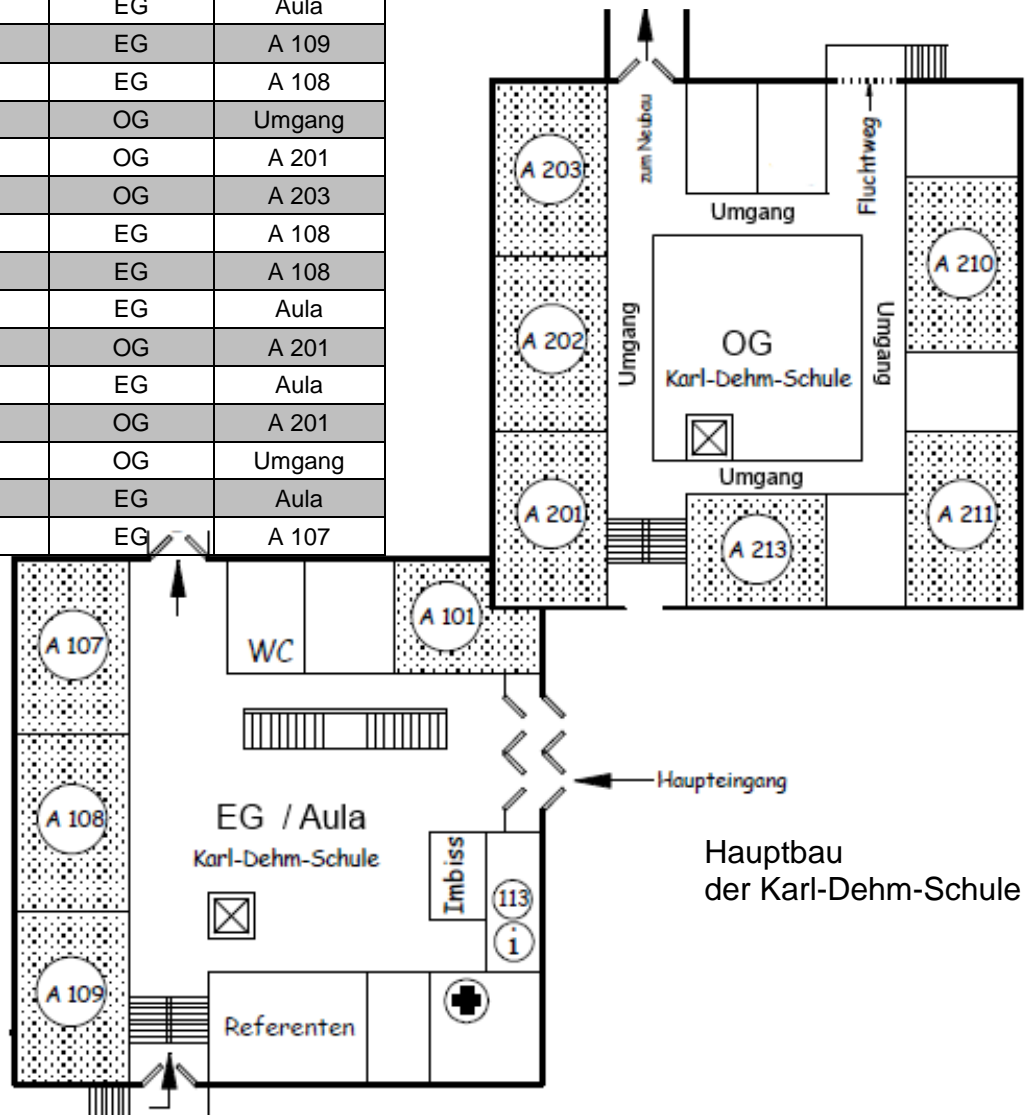 EG Aula
EG A 109
EG A 108
OG Umgang
OG A 201
OG A 203
EG A 108
EG A 108
EG Aula
OG A 201
EG Aula
OG A 201
OG Umgang
EG Aula
EG A 107
zum Neubau
Fluchtweg
A 203
Umgang
A 210
A 202
Umgang
OG
Karl-Dehm-Schule
Umgang
Umgang
A 201
A 213
A 211
A 107
WC
A 101
Haupteingang
A 108
EG / Aula
Karl-Dehm-Schule
Imbiss
113
i
Hauptbau
der Karl-Dehm-Schule
A 109
Referenten